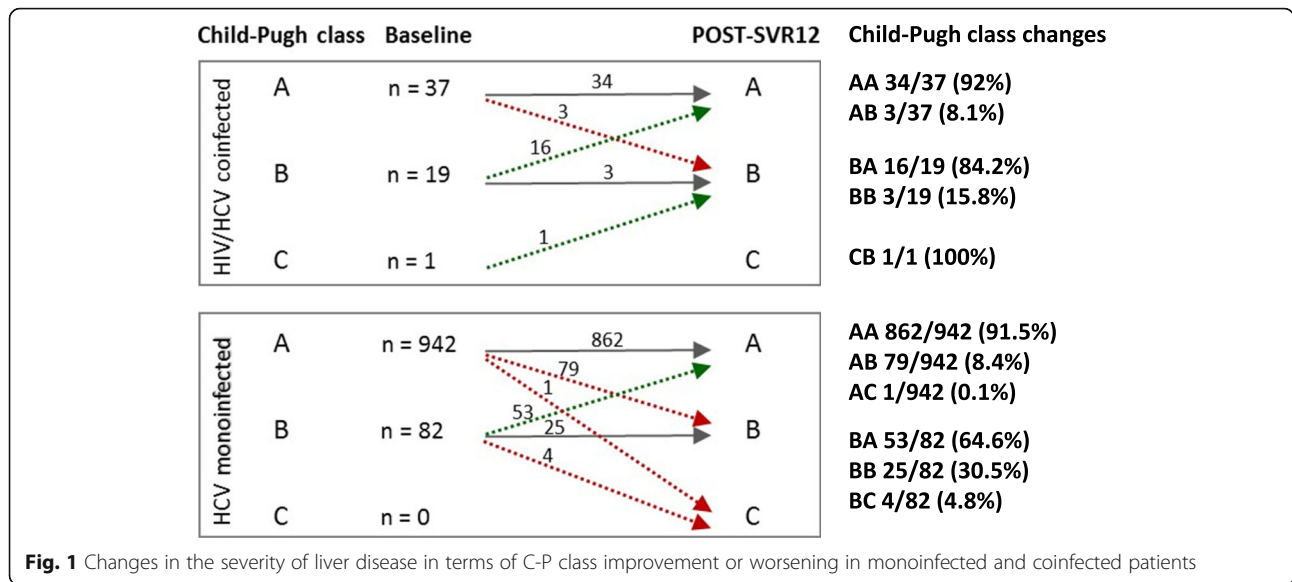 Child-Pugh class Baseline POST-SVR12 Child-Pugh class changes
HIV/HCV coinfected
A n = 37 34 A
3
16
B n = 19 3 B
1
C n = 1 C
AA 34/37 (92%)
AB 3/37 (8.1%)
BA 16/19 (84.2%)
BB 3/19 (15.8%)
CB 1/1 (100%)
HCV monoinfected
A n = 942 862 A
79
1
53
B n = 82 25 B
4
C n = 0 C
AA 862/942 (91.5%)
AB 79/942 (8.4%)
AC 1/942 (0.1%)
BA 53/82 (64.6%)
BB 25/82 (30.5%)
BC 4/82 (4.8%)
Fig. 1 Changes in the severity of liver disease in terms of C-P class improvement or worsening in monoinfected and coinfected patients